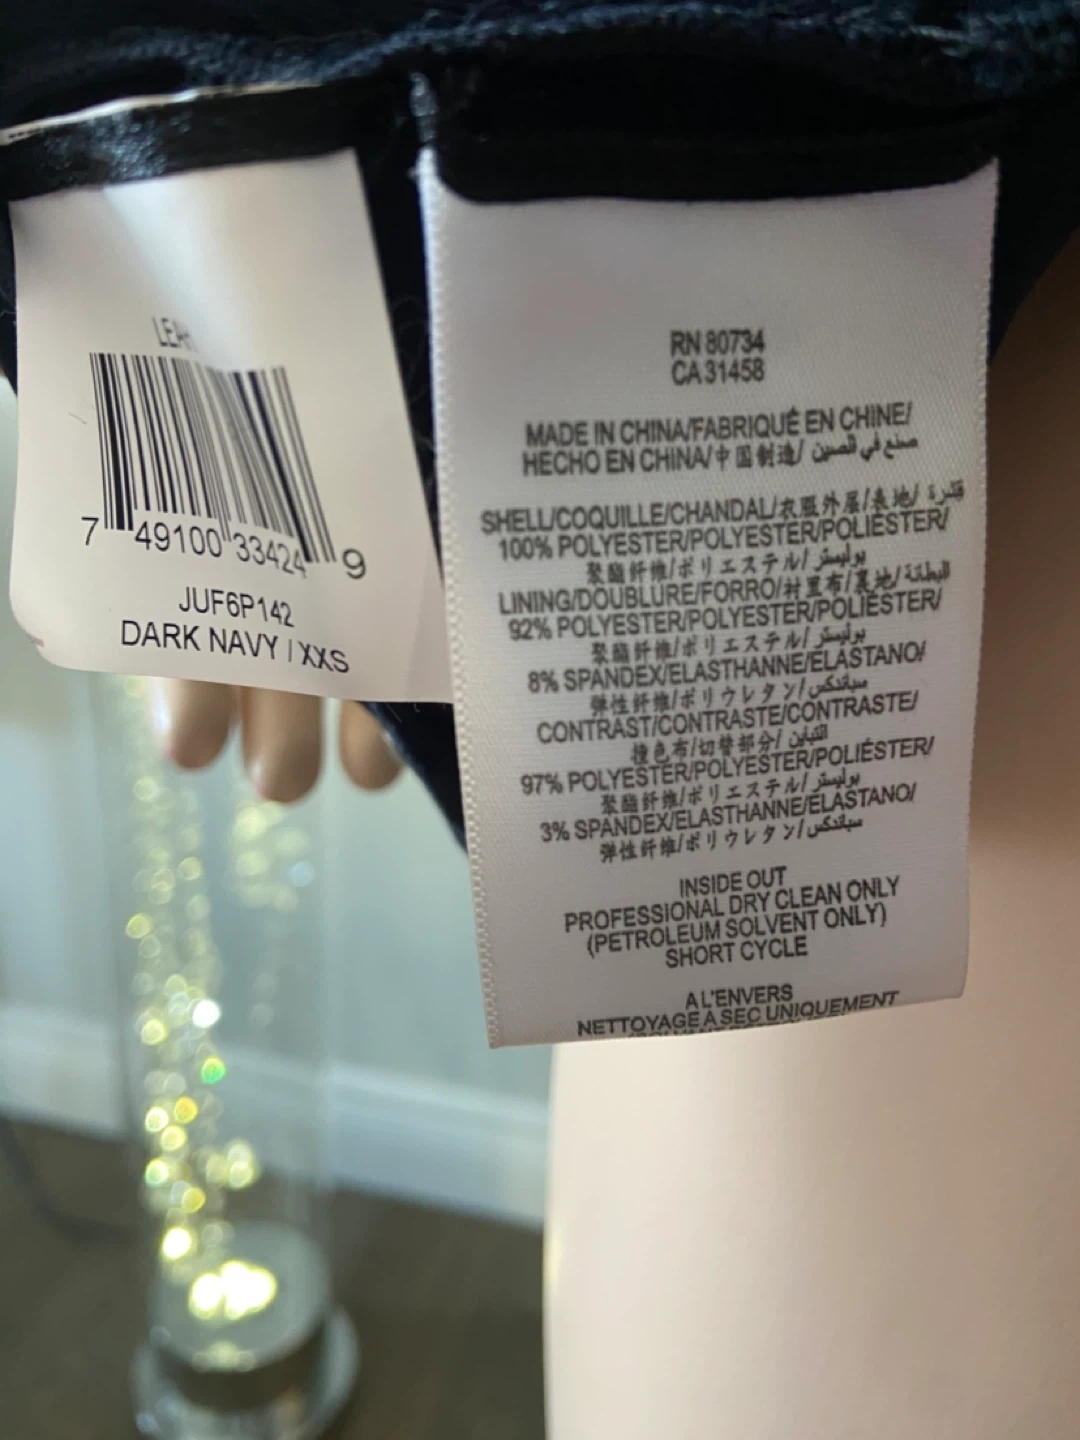 LEAH
7 49100 33424 9
JUF6P142
DARK NAVY / XXS
RN 80734
CA 31458
MADE IN CHINA/FABRIQUÉ EN CHINE/
HECHO EN CHINA/中国制造/ صنع في الصين
SHELL/COQUILLE/CHANDAL/衣服外层/表地/ قشرة
100% POLYESTER/POLYESTER/POLIÉSTER/
聚酯纤维/ポリエステル/ بوليستر
LINING/DOUBLURE/FORRO/衬里布/裏地/ البطانة
92% POLYESTER/POLYESTER/POLIÉSTER/
聚酯纤维/ポリエステル/ بوليستر
8% SPANDEX/ELASTHANNE/ELASTANO/
弹性纤维/ポリウレタン/ سباندكس
CONTRAST/CONTRASTE/CONTRASTE/
撞色布/切替部分/ التباين
97% POLYESTER/POLYESTER/POLIÉSTER/
聚酯纤维/ポリエステル/ بوليستر
3% SPANDEX/ELASTHANNE/ELASTANO/
弹性纤维/ポリウレタン/ سباندكس
INSIDE OUT
PROFESSIONAL DRY CLEAN ONLY
(PETROLEUM SOLVENT ONLY)
SHORT CYCLE
A L'ENVERS
NETTOYAGE A SEC UNIQUEMENT